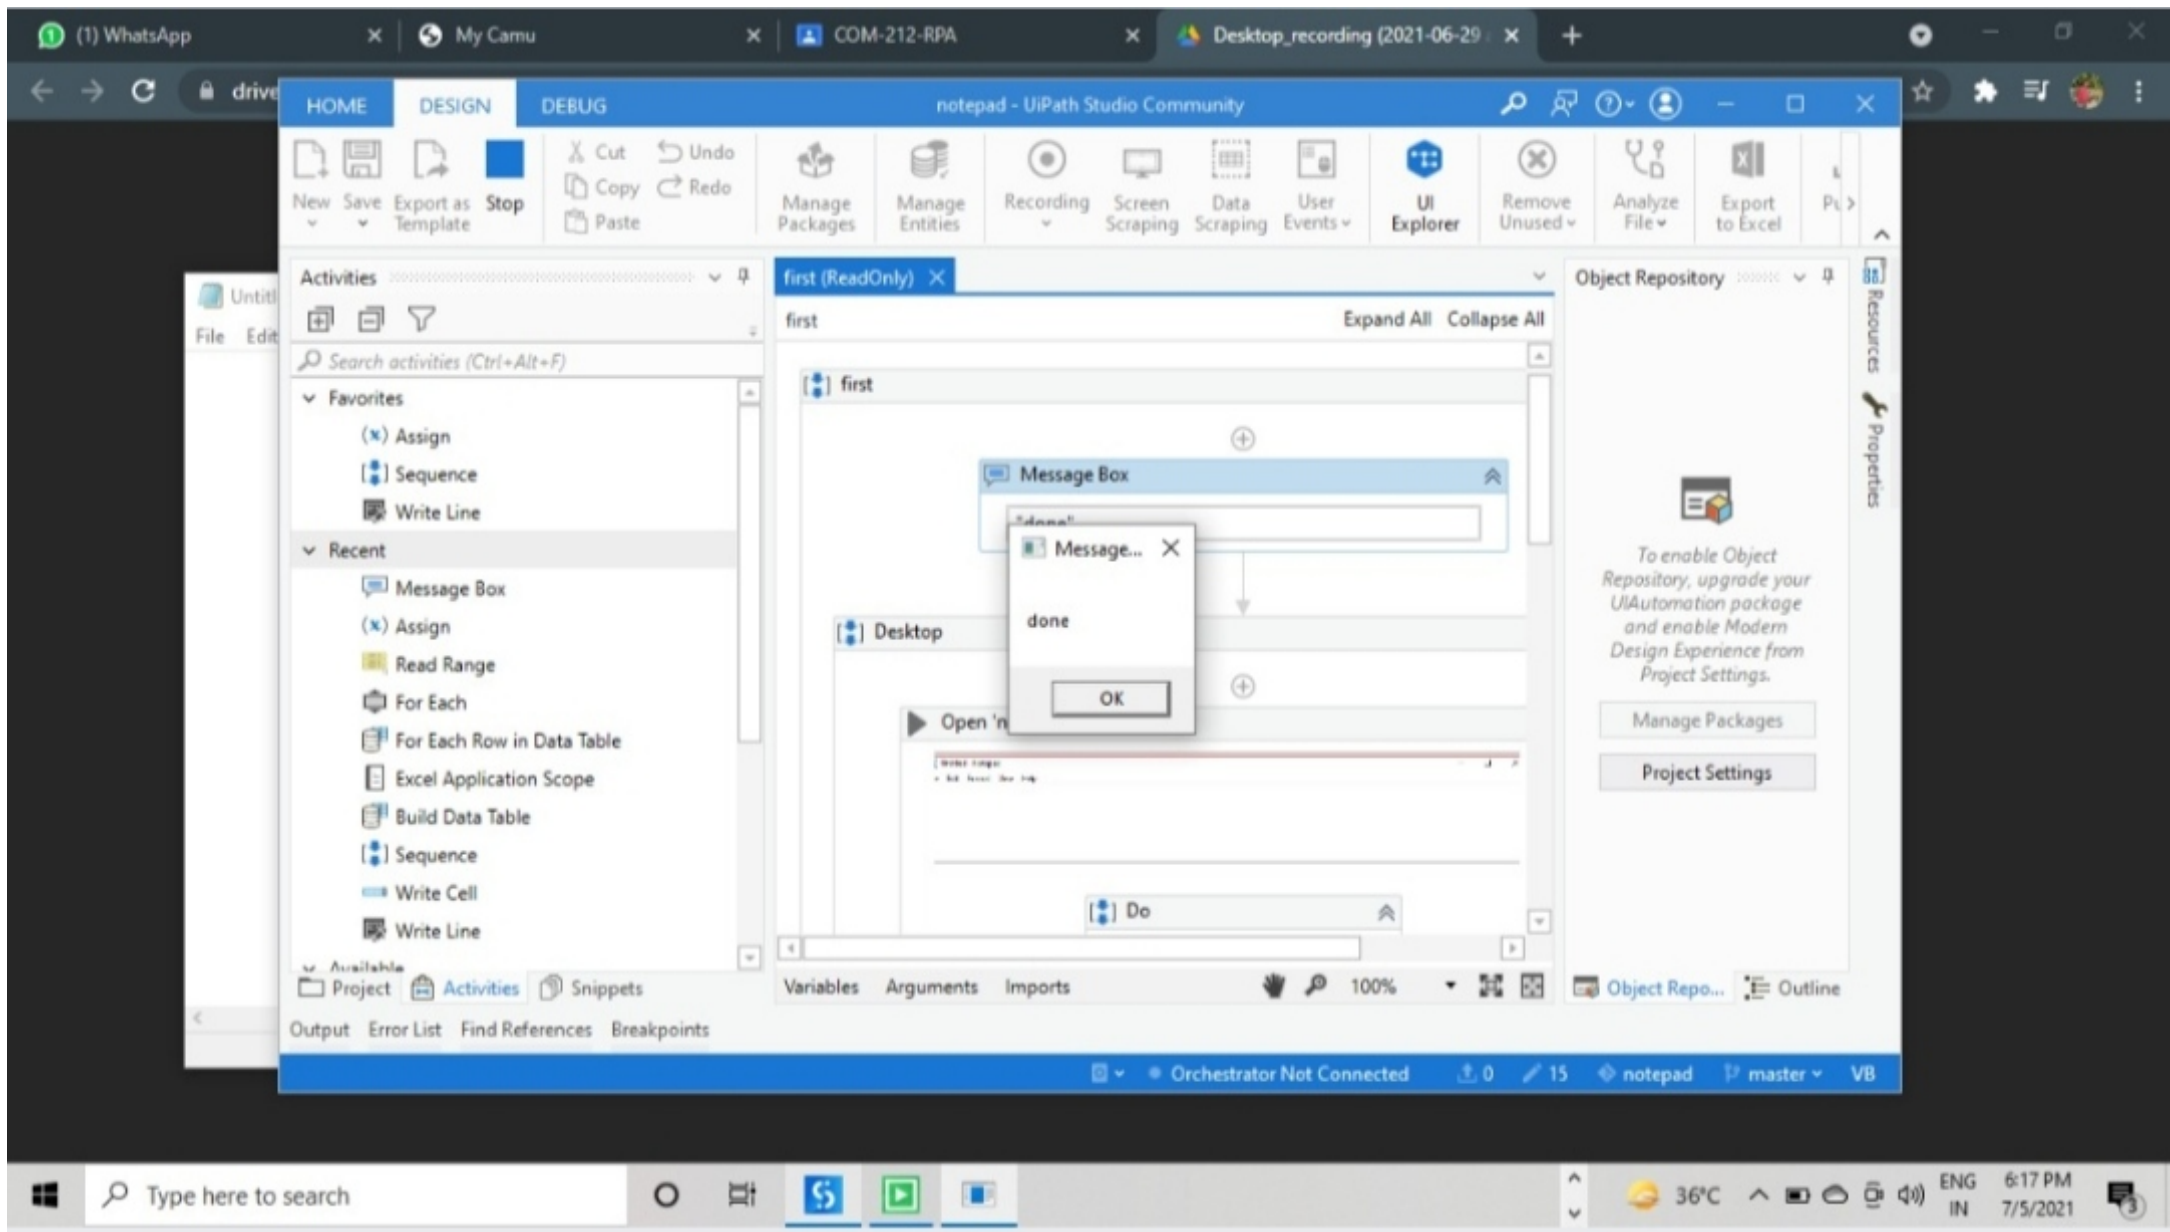 (1) WhatsApp
My Camu
COM-212-RPA
Desktop_recording (2021-06-29
drive
HOME DESIGN DEBUG
notepad - UiPath Studio Community
New Save Export as Template Stop
Cut Undo
Copy Redo
Paste
Manage Packages
Manage Entities
Recording
Screen Scraping
Data Scraping
User Events
UI Explorer
Remove Unused
Analyze File
Export to Excel
Pu
Untitl
File Edit
Activities
Search activities (Ctrl+Alt+F)
Favorites
Assign
Sequence
Write Line
Recent
Message Box
Assign
Read Range
For Each
For Each Row in Data Table
Excel Application Scope
Build Data Table
Sequence
Write Cell
Write Line
Available
Project Activities Snippets
Output Error List Find References Breakpoints
first (ReadOnly)
first Expand All Collapse All
first
Message Box
"done"
Message...
done
OK
Desktop
Open 'n
Do
Variables Arguments Imports 100%
Object Repository
To enable Object
Repository, upgrade your
UIAutomation package
and enable Modern
Design Experience from
Project Settings.
Manage Packages
Project Settings
Object Repo... Outline
Resources
Properties
Orchestrator Not Connected 0 15 notepad master VB
Type here to search
36°C
ENG
IN
6:17 PM
7/5/2021
3